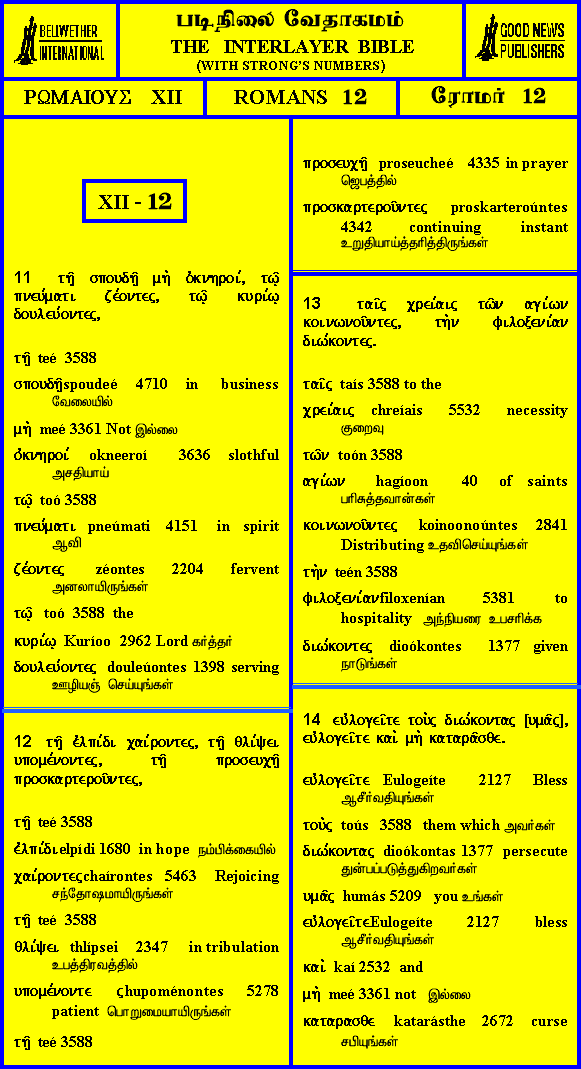 BELIWETHER
INTERNATIONAL
படிநிலை வேதாகமம்
THE INTERLAYER BIBLE
(WITH STRONG'S NUMBERS)
GOOD NEWS
PUBLISHERS
ΡΩΜΑΙΟΥΣ XII
ROMANS 12
ரோமர் 12
XII - 12
11 τῇ σπουδῇ μὴ ὀκνηροί, τῷ
πνεύματι ζέοντες, τῷ κυρίῳ
δουλεύοντες,
τῇ teé 3588
σπουδῇspoudeé 4710 in business
வேலையில்
μὴ meé 3361 Not இல்லை
ὀκνηροί okneeroí 3636 slothful
அசதியாய்
τῷ toó 3588
πνεύματι pneúmati 4151 in spirit
ஆவி
ζέοντες zéontes 2204 fervent
அனலாயிருங்கள்
τῷ toó 3588 the
κυρίῳ Kuríoo 2962 Lord கர்த்தர்
δουλεύοντες douleúontes 1398 serving
ஊழியஞ் செய்யுங்கள்
12 τῇ ἐλπίδι χαίροντες, τῇ θλίψει
υπομένοντες, τῇ προσευχῇ
προσκαρτεροῦντες,
τῇ teé 3588
ἐλπίδιelpídi 1680 in hope நம்பிக்கையில்
χαίροντεςchaírontes 5463 Rejoicing
சந்தோஷமாயிருங்கள்
τῇ teé 3588
θλίψει thlípsei 2347 in tribulation
உபத்திரவத்தில்
υπομένοντε ςhupoménontes 5278
patient பொறுமையாயிருங்கள்
τῇ teé 3588
προσευχῇ proseucheé 4335 in prayer
ஜெபத்தில்
προσκαρτεροῦντες proskarteroúntes
4342 continuing instant
உறுதியாய்த்தரித்திருங்கள்
13 ταῖς χρείαις τῶν αγίων
κοινωνοῦντες, τὴν φιλοξενίαν
διώκοντες.
ταῖς taís 3588 to the
χρείαις chreíais 5532 necessity
குறைவு
τῶν toón 3588
αγίων hagíoon 40 of saints
பரிசுத்தவான்கள்
κοινωνοῦντες koinoonoúntes 2841
Distributing உதவிசெய்யுங்கள்
τὴν teén 3588
φιλοξενίανfiloxenían 5381 to
hospitality அந்நியரை உபசரிக்க
διώκοντες dioókontes 1377 given
நாடுங்கள்
14 εὐλογεῖτε τοὺς διώκοντας [υμᾶς],
εὐλογεῖτε καὶ μὴ καταρᾶσθε.
εὐλογεῖτε Eulogeíte 2127 Bless
ஆசீர்வதியுங்கள்
τοὺς toús 3588 them which அவர்கள்
διώκοντας dioókontas 1377 persecute
துன்பப்படுத்துகிறவர்கள்
υμᾶς humás 5209 you உங்கள்
εὐλογεῖτεEulogeíte 2127 bless
ஆசீர்வதியுங்கள்
καὶ kaí 2532 and
μὴ meé 3361 not இல்லை
καταρασθε katarásthe 2672 curse
சபியுங்கள்